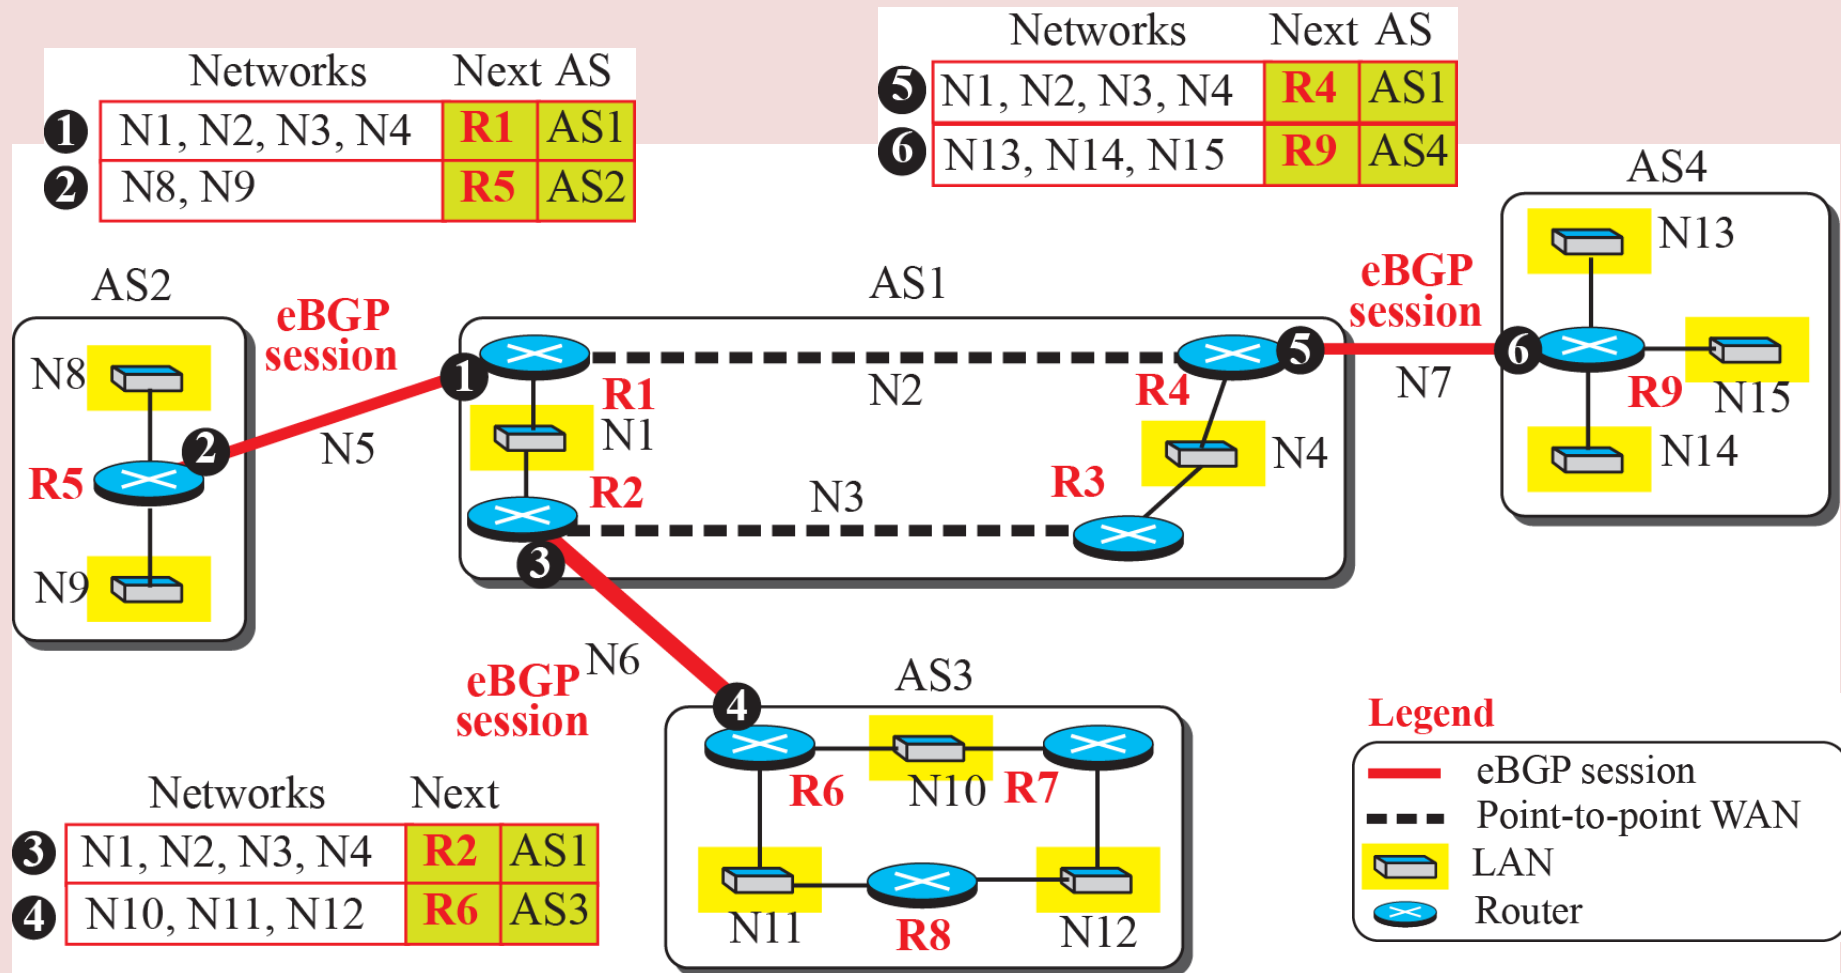 Networks Next AS
1 N1, N2, N3, N4 R1 AS1
2 N8, N9 R5 AS2
Networks Next AS
5 N1, N2, N3, N4 R4 AS1
6 N13, N14, N15 R9 AS4
AS2
N8
R5
N9
2
eBGP
session
N5
AS1
1
R1
N1
R2
3
N2
N3
R4
R3
N4
5
eBGP
session
N7
AS4
6
N13
R9
N15
N14
N6
eBGP
session
AS3
4
R6
N10
R7
N11
R8
N12
Networks Next
3 N1, N2, N3, N4 R2 AS1
4 N10, N11, N12 R6 AS3
Legend
eBGP session
Point-to-point WAN
LAN
Router